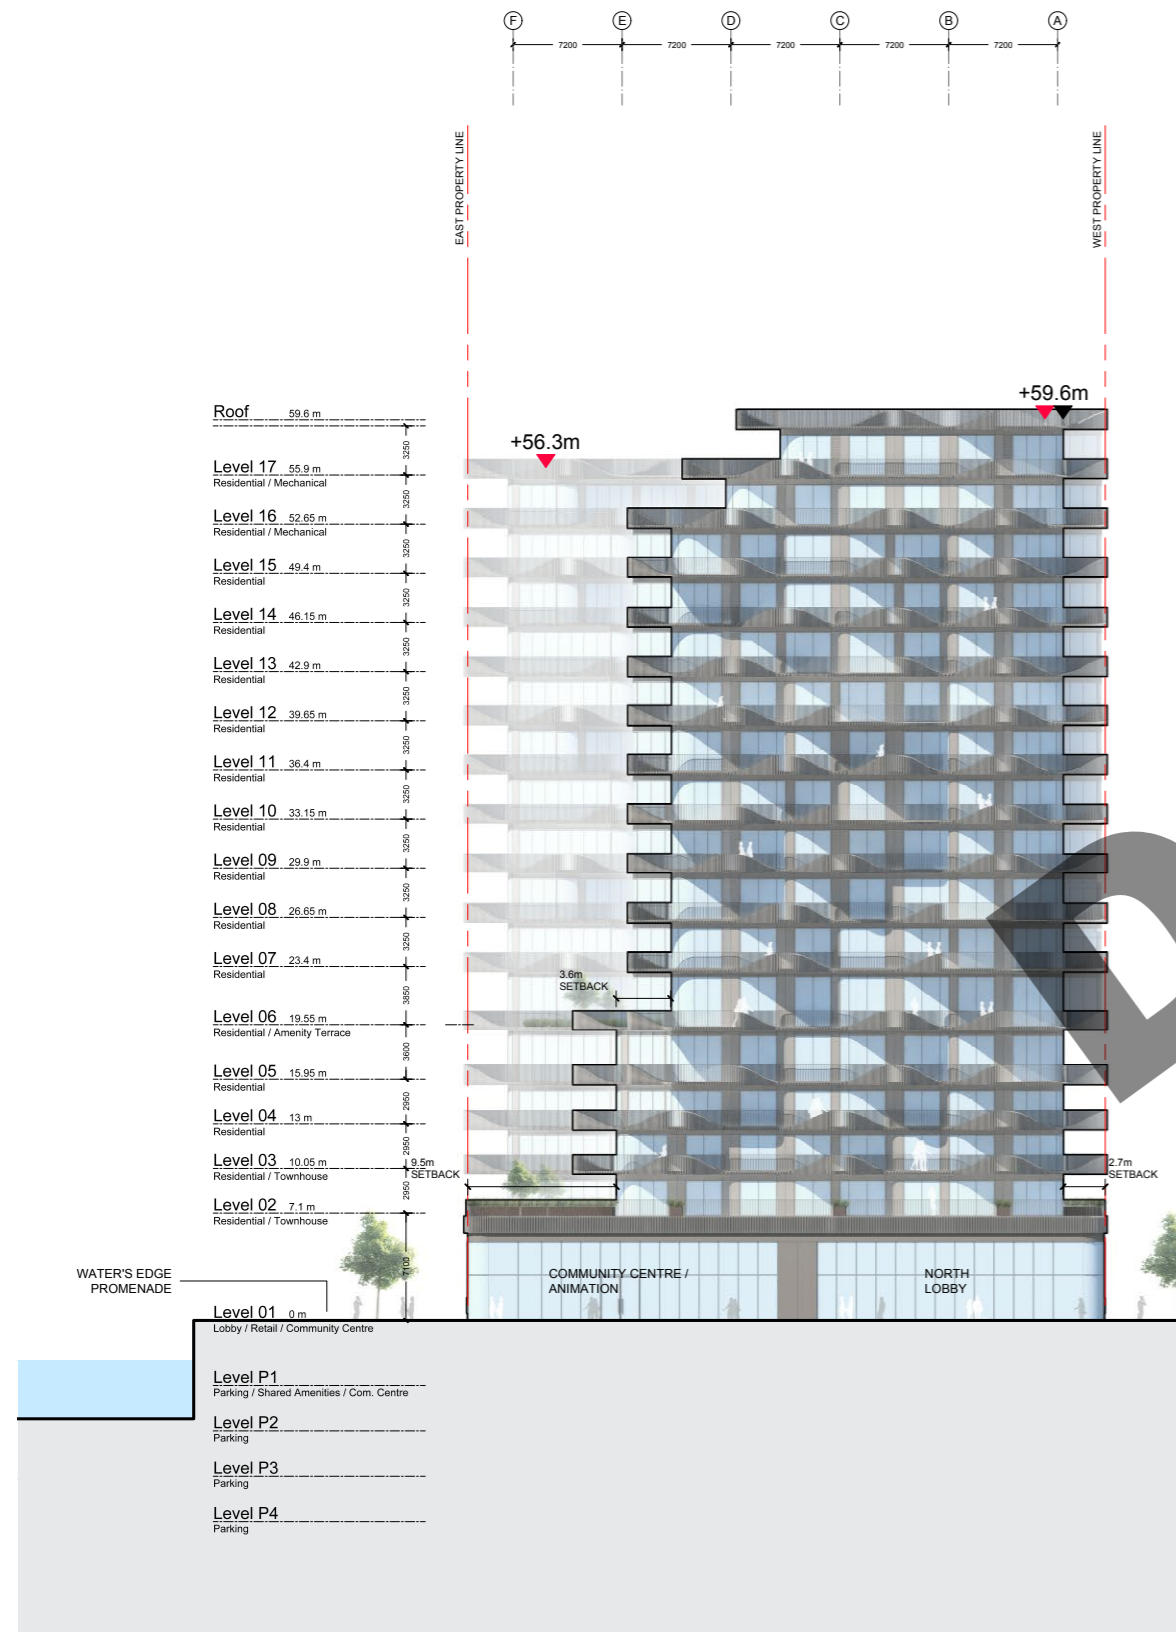 F E D C B A
7200 7200 7200 7200 7200
EAST PROPERTY LINE
WEST PROPERTY LINE
+59.6m
+56.3m
Roof 59.6 m
3250
Level 17 55.9 m
Residential / Mechanical
3250
Level 16 52.65 m
Residential / Mechanical
3250
Level 15 49.4 m
Residential
3250
Level 14 46.15 m
Residential
3250
Level 13 42.9 m
Residential
3250
Level 12 39.65 m
Residential
3250
Level 11 36.4 m
Residential
3250
Level 10 33.15 m
Residential
3250
Level 09 29.9 m
Residential
3250
Level 08 26.65 m
Residential
3250
Level 07 23.4 m
Residential
3.6m
SETBACK
3850
Level 06 19.55 m
Residential / Amenity Terrace
3600
Level 05 15.95 m
Residential
2950
Level 04 13 m
Residential
2950
Level 03 10.05 m
Residential / Townhouse
9.5m
SETBACK
2.7m
SETBACK
2950
Level 02 7.1 m
Residential / Townhouse
7100
WATER'S EDGE
PROMENADE
COMMUNITY CENTRE /
ANIMATION
NORTH
LOBBY
Level 01 0 m
Lobby / Retail / Community Centre
Level P1
Parking / Shared Amenities / Com. Centre
Level P2
Parking
Level P3
Parking
Level P4
Parking